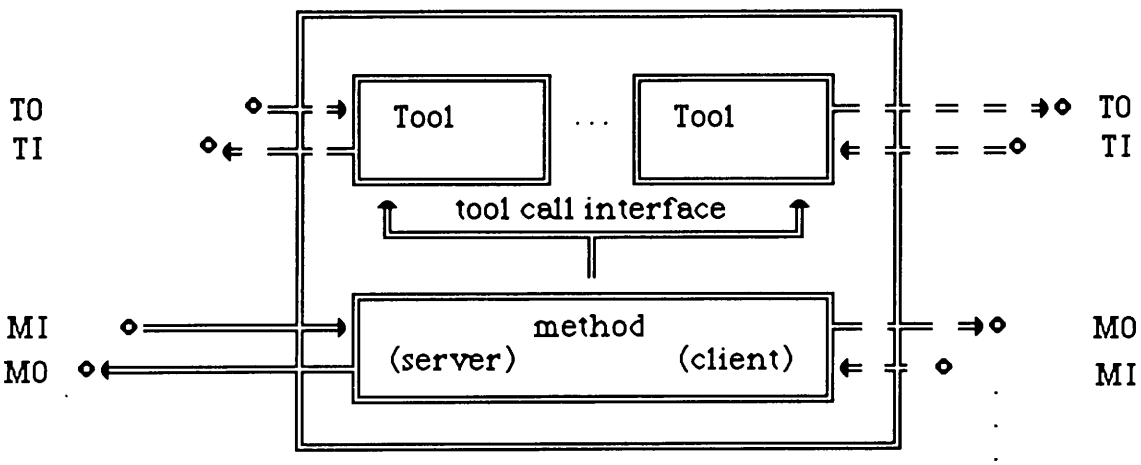 TO
TI
Tool
...
Tool
TO
TI
tool call interface
MI
MO
method
(server)
(client)
MO
MI